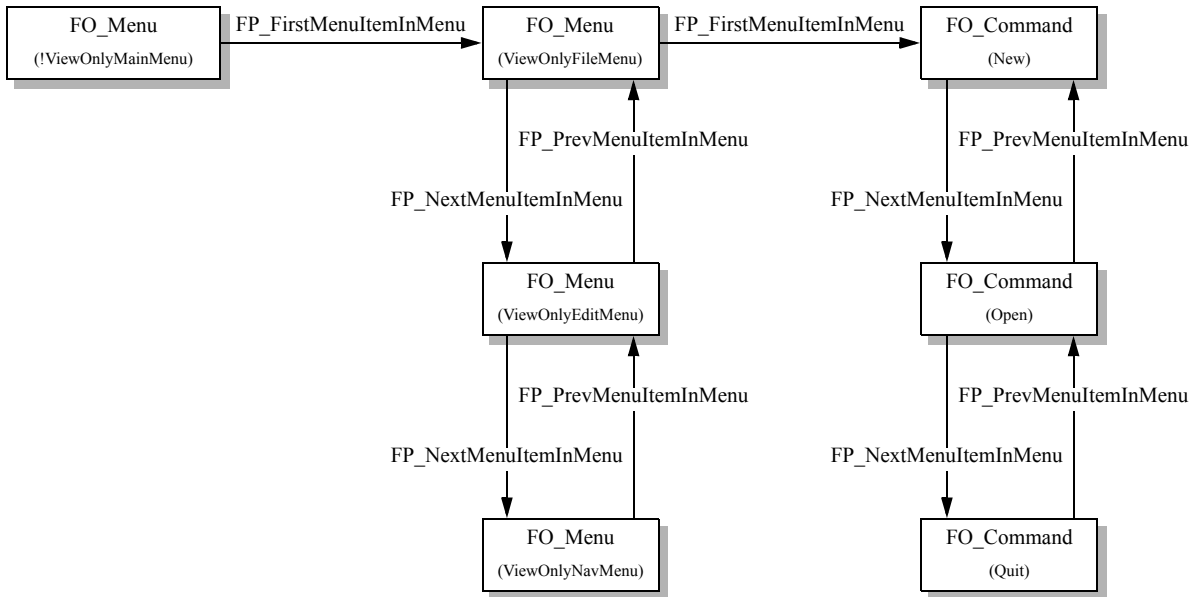 FO_Menu
(!ViewOnlyMainMenu)
FP_FirstMenuItemInMenu
FO_Menu
(ViewOnlyFileMenu)
FP_FirstMenuItemInMenu
FO_Command
(New)
FP_PrevMenuItemInMenu
FP_NextMenuItemInMenu
FP_PrevMenuItemInMenu
FP_NextMenuItemInMenu
FO_Menu
(ViewOnlyEditMenu)
FO_Command
(Open)
FP_PrevMenuItemInMenu
FP_NextMenuItemInMenu
FP_PrevMenuItemInMenu
FP_NextMenuItemInMenu
FO_Menu
(ViewOnlyNavMenu)
FO_Command
(Quit)